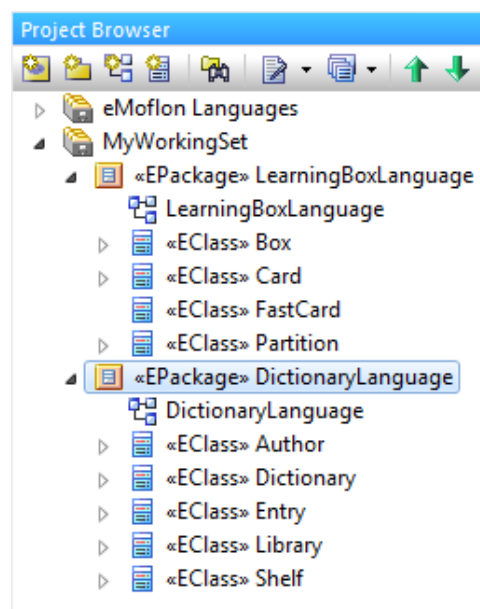 Project Browser
eMoflon Languages
MyWorkingSet
«EPackage» LearningBoxLanguage
LearningBoxLanguage
«EClass» Box
«EClass» Card
«EClass» FastCard
«EClass» Partition
«EPackage» DictionaryLanguage
DictionaryLanguage
«EClass» Author
«EClass» Dictionary
«EClass» Entry
«EClass» Library
«EClass» Shelf